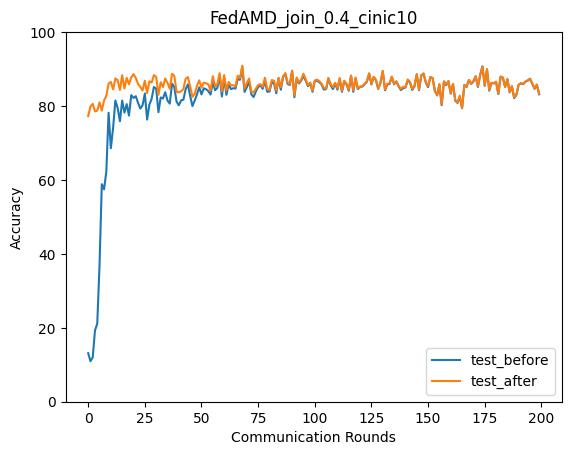 FedAMD_join_0.4_cinic10
100
80
60
40
20
0
Accuracy
0 25 50 75 100 125 150 175 200
Communication Rounds
test_before
test_after